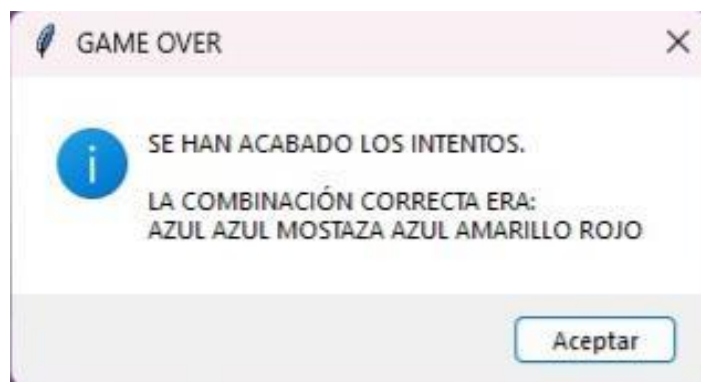 GAME OVER
SE HAN ACABADO LOS INTENTOS.
LA COMBINACIÓN CORRECTA ERA:
AZUL AZUL MOSTAZA AZUL AMARILLO ROJO
Aceptar